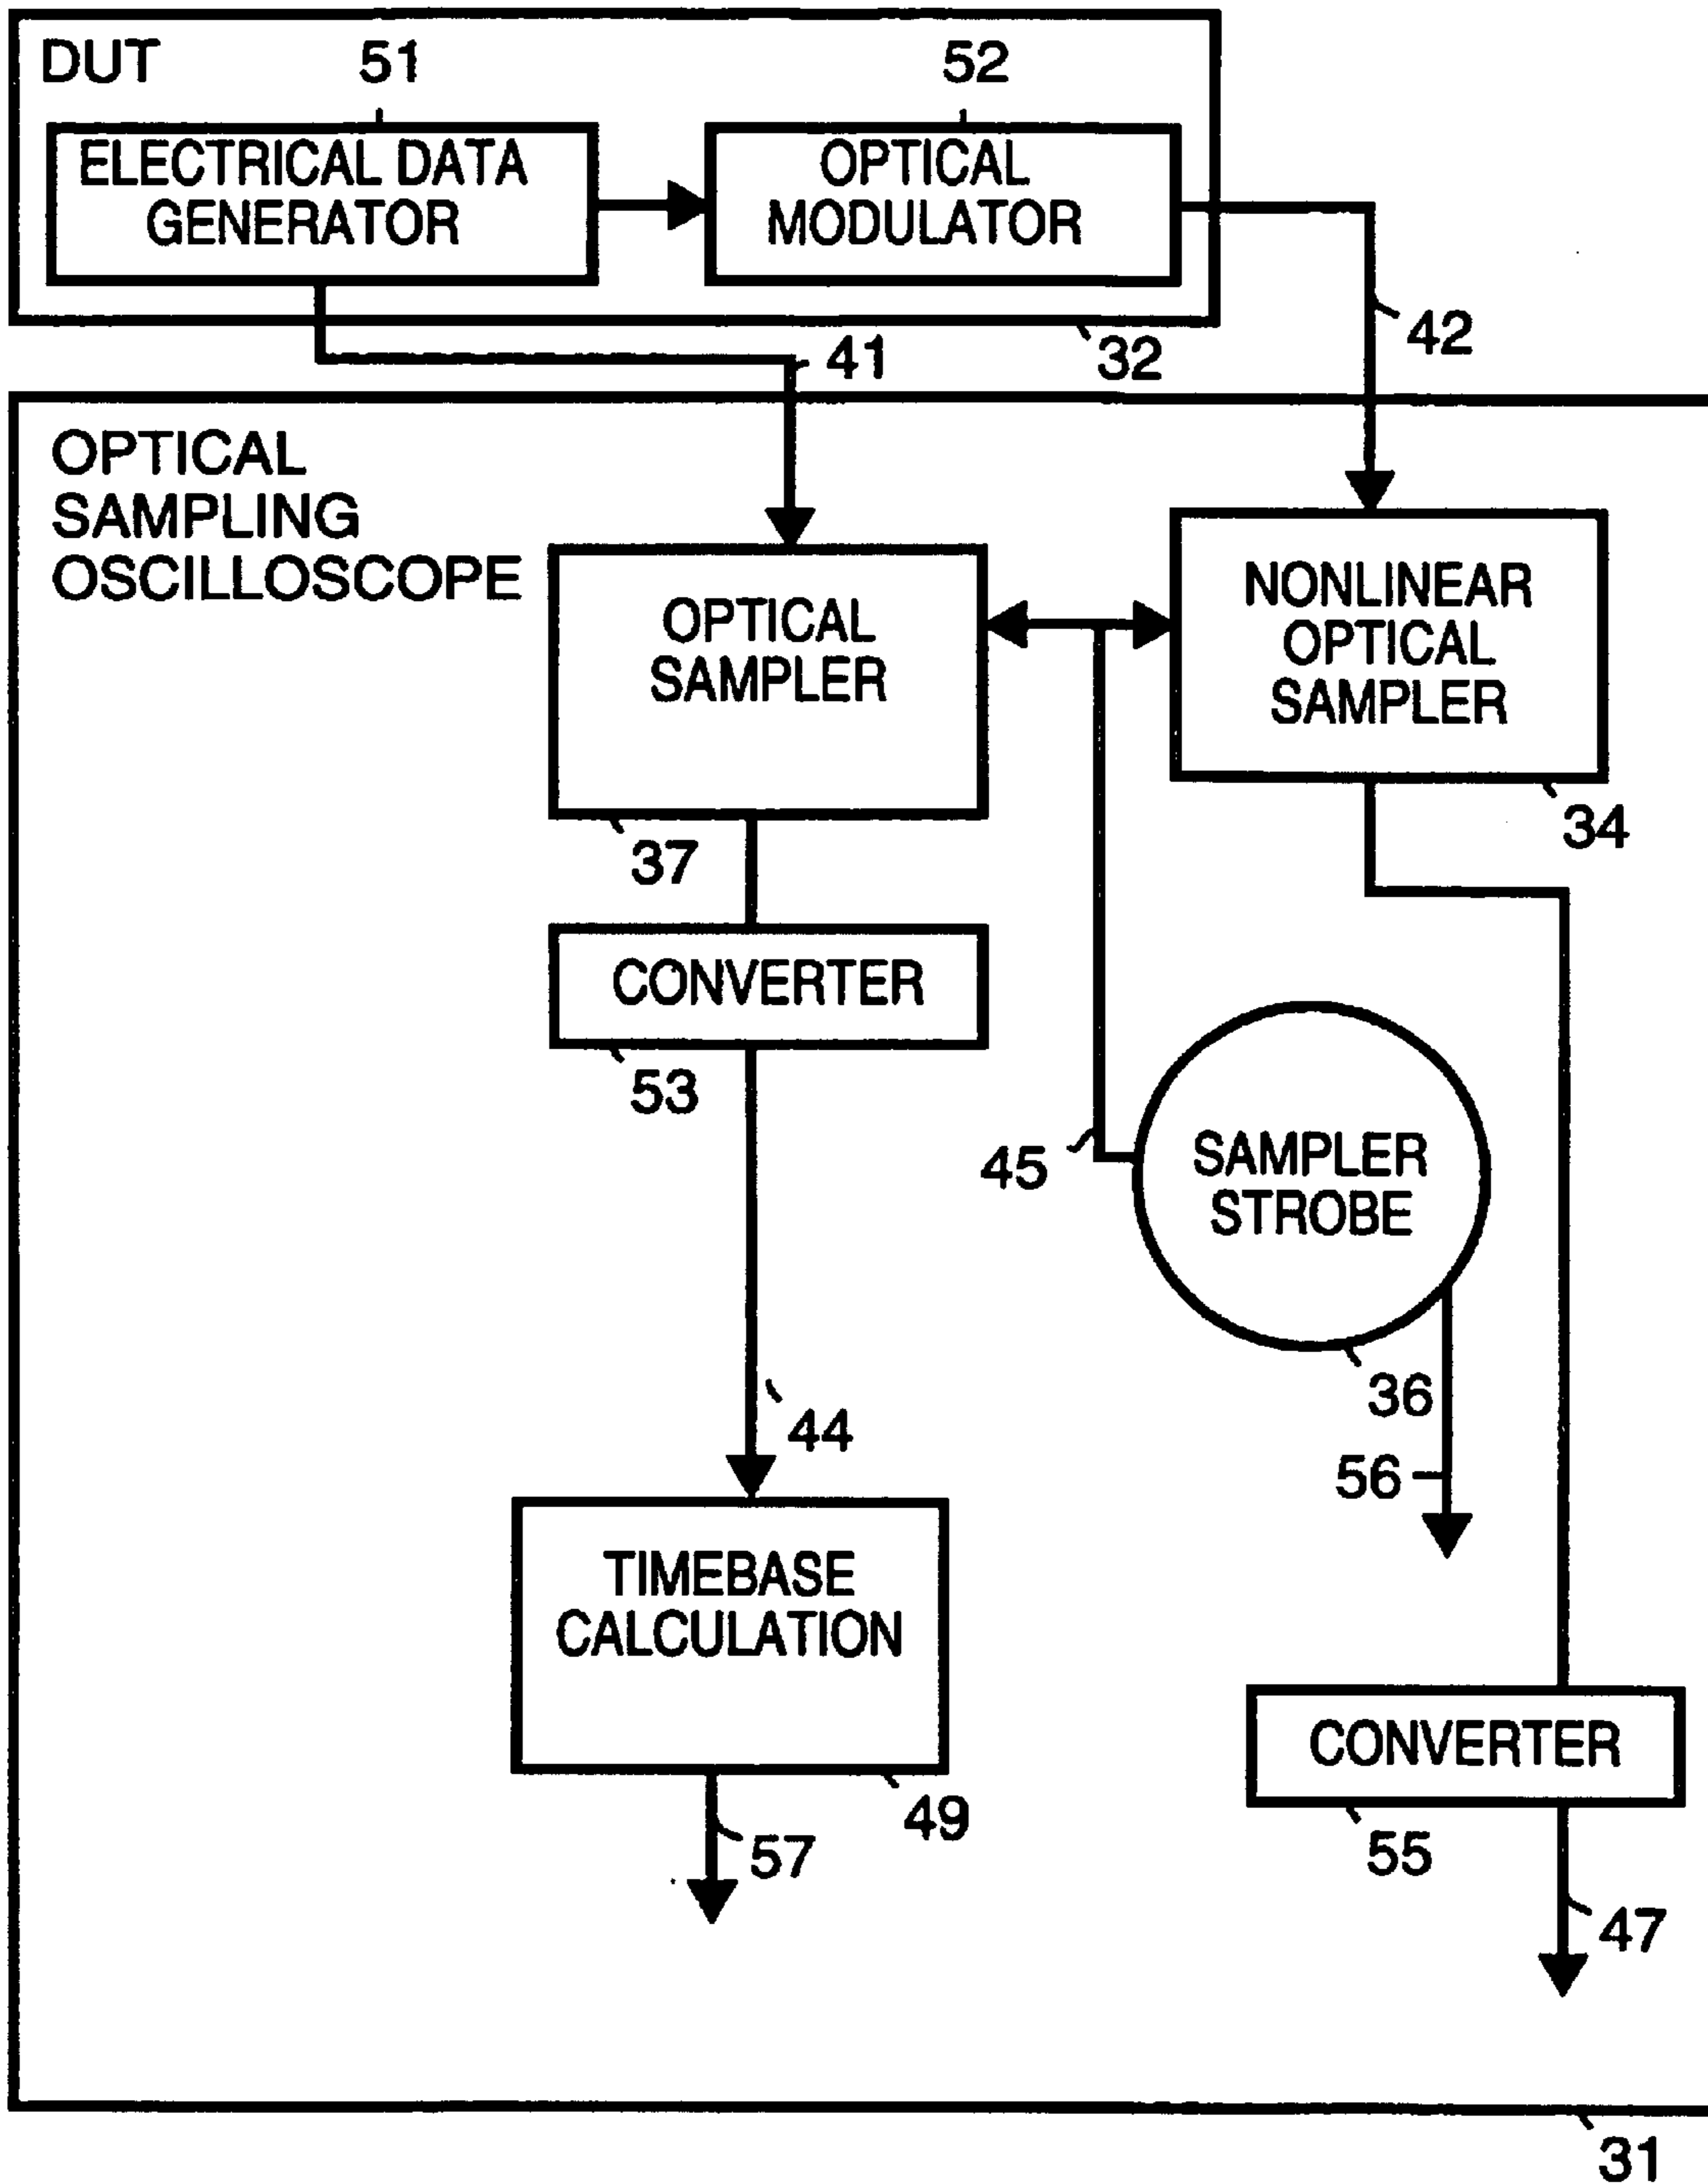 DUT
51
52
ELECTRICAL DATA
GENERATOR
OPTICAL
MODULATOR
42
41
32
OPTICAL
SAMPLING
OSCILLOSCOPE
OPTICAL
SAMPLER
NONLINEAR
OPTICAL
SAMPLER
34
37
CONVERTER
53
45
SAMPLER
STROBE
36
44
56
TIMEBASE
CALCULATION
CONVERTER
49
57
55
47
31